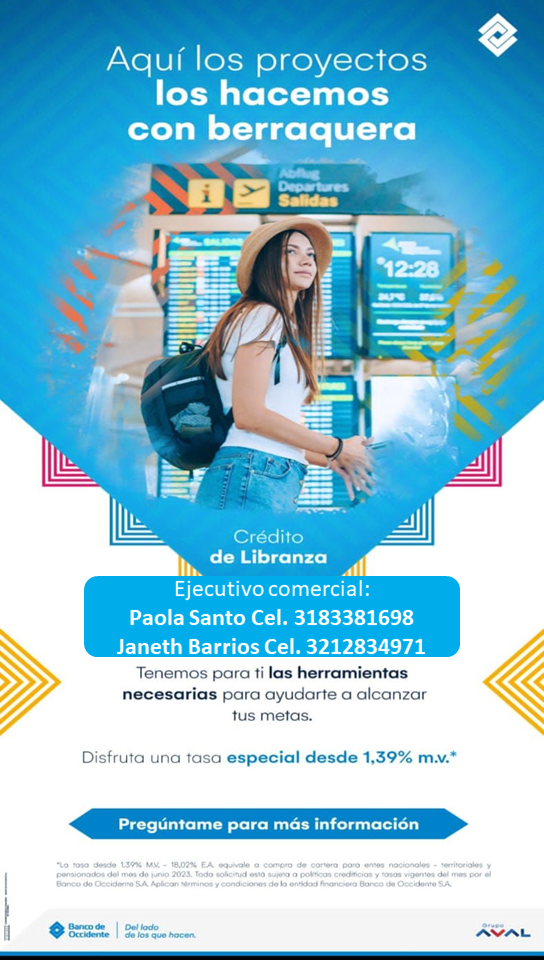 Aquí los proyectos
los hacemos
con berraquera
Abflug
Departures
Salidas
i
SALIDAS
12:28
Crédito
de Libranza
Ejecutivo comercial:
Paola Santo Cel. 3183381698
Janeth Barrios Cel. 3212834971
Tenemos para ti las herramientas
necesarias para ayudarte a alcanzar
tus metas.
Disfruta una tasa especial desde 1,39% m.v.*
Pregúntame para más información
*La tasa desde 1.39% M.V. - 18,02% E.A. equivale a compra de cartera para entes nacionales - territoriales y
pensionados del mes de junio 2023. Toda solicitud está sujeta a políticas crediticias y tasas vigentes del mes por el
Banco de Occidente S.A. Aplican términos y condiciones de la entidad financiera Banco de Occidente S.A.
Banco de
Occidente
Del lado
de los que hacen.
Grupo
AVAL